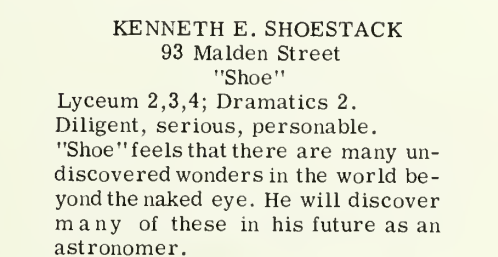 KENNETH E. SHOESTACK
93 Malden Street
"Shoe"
Lyceum 2,3,4; Dramatics 2.
Diligent, serious, personable.
"Shoe" feels that there are many un-
discovered wonders in the world be-
yond the naked eye. He will discover
many of these in his future as an
astronomer.